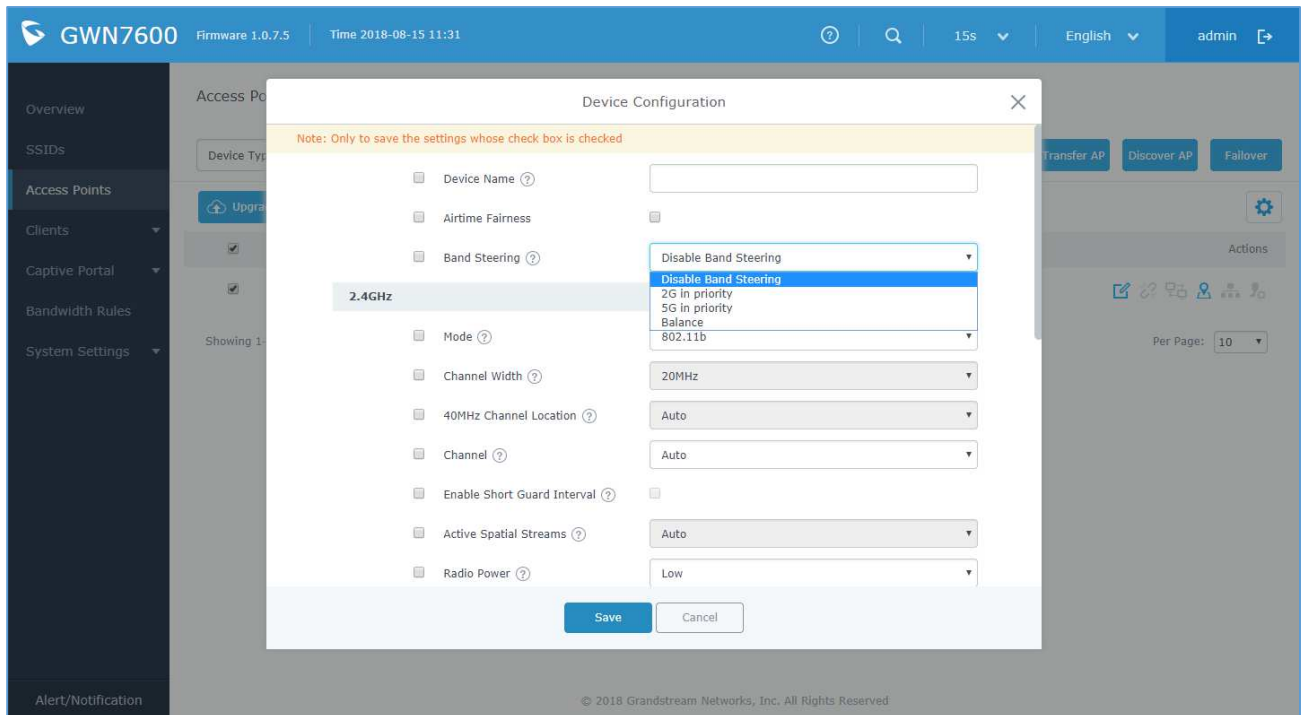 GWN7600 Firmware 1.0.7.5 Time 2018-08-15 11:31 15s English admin
Overview
SSIDs
Access Points
Clients
Captive Portal
Bandwidth Rules
System Settings
Alert/Notification
Access Po
Device Typ
Transfer AP Discover AP Failover
Upgra
Actions
Showing 1-
Per Page: 10
Device Configuration
Note: Only to save the settings whose check box is checked
Device Name
Airtime Fairness
Band Steering Disable Band Steering
Disable Band Steering
2G in priority
5G in priority
Balance
2.4GHz
Mode 802.11b
Channel Width 20MHz
40MHz Channel Location Auto
Channel Auto
Enable Short Guard Interval
Active Spatial Streams Auto
Radio Power Low
Save Cancel
© 2018 Grandstream Networks, Inc. All Rights Reserved